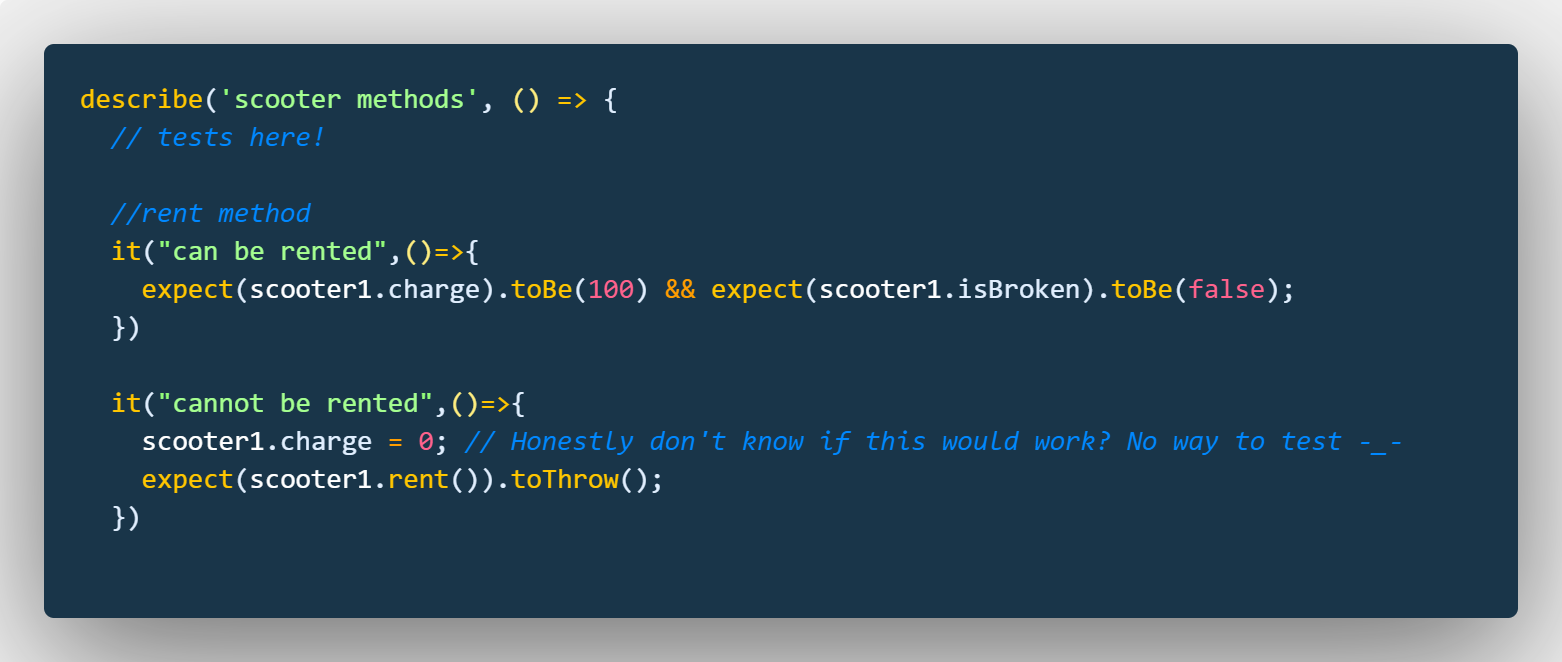 describe('scooter methods', () => {
// tests here!
//rent method
it("can be rented",()=>{
expect(scooter1.charge).toBe(100) && expect(scooter1.isBroken).toBe(false);
})
it("cannot be rented",()=>{
scooter1.charge = 0; // Honestly don't know if this would work? No way to test -_-
expect(scooter1.rent()).toThrow();
})